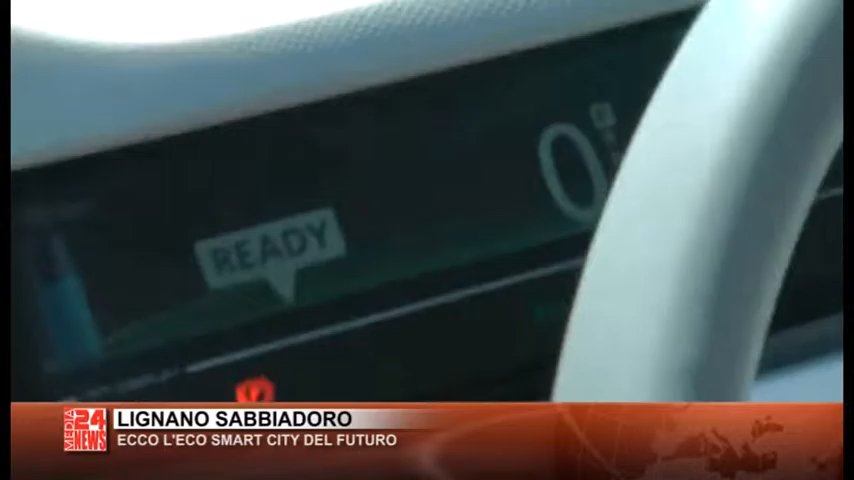 0
READY
MEDIA 24 NEWS
LIGNANO SABBIADORO
ECCO L'ECO SMART CITY DEL FUTURO